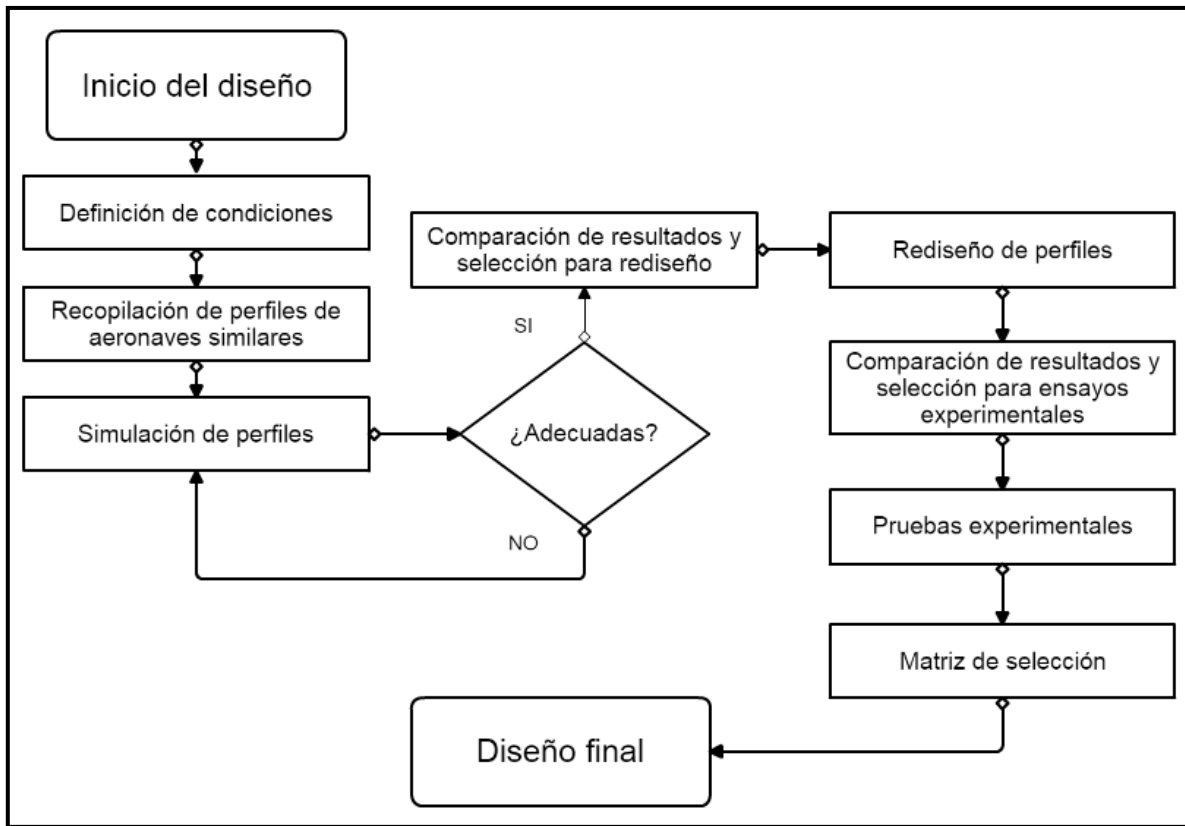 Inicio del diseño
Definición de condiciones
Recopilación de perfiles de
aeronaves similares
Simulación de perfiles
¿Adecuadas?
SI
NO
Comparación de resultados y
selección para rediseño
Rediseño de perfiles
Comparación de resultados y
selección para ensayos
experimentales
Pruebas experimentales
Matriz de selección
Diseño final